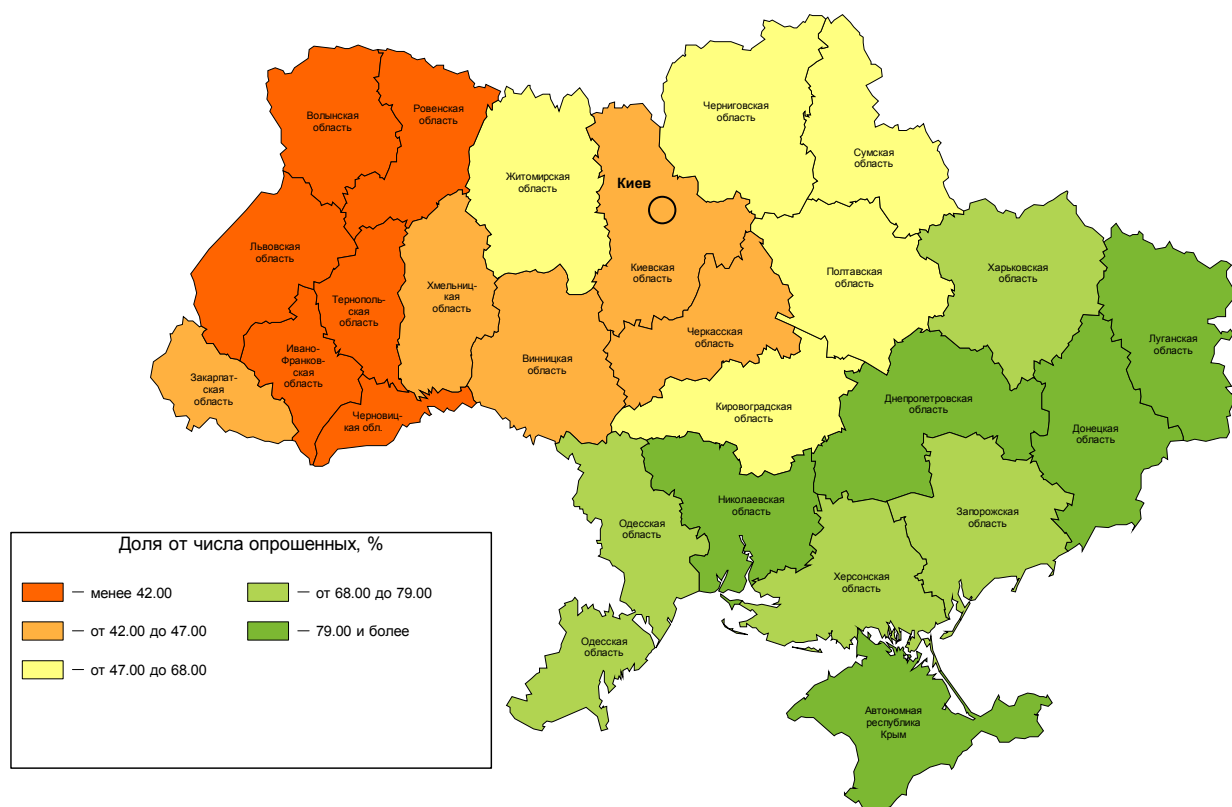 Волынская
область
Ровенская
область
Житомирская
область
Киев
Черниговская
область
Сумская
область
Львовская
область
Тернополь-
ская
область
Хмельниц-
кая
область
Киевская
область
Полтавская
область
Харьковская
область
Луганская
область
Закарпат-
ская
область
Ивано-
Франков-
ская
область
Черновиц-
кая обл.
Винницкая
область
Черкасская
область
Кировоградская
область
Днепропетровская
область
Донецкая
область
Одесская
область
Николаевская
область
Запорожская
область
Херсонская
область
Одесская
область
Автономная
республика
Крым
Доля от числа опрошенных, %
— менее 42.00
— от 42.00 до 47.00
— от 47.00 до 68.00
— от 68.00 до 79.00
— 79.00 и более